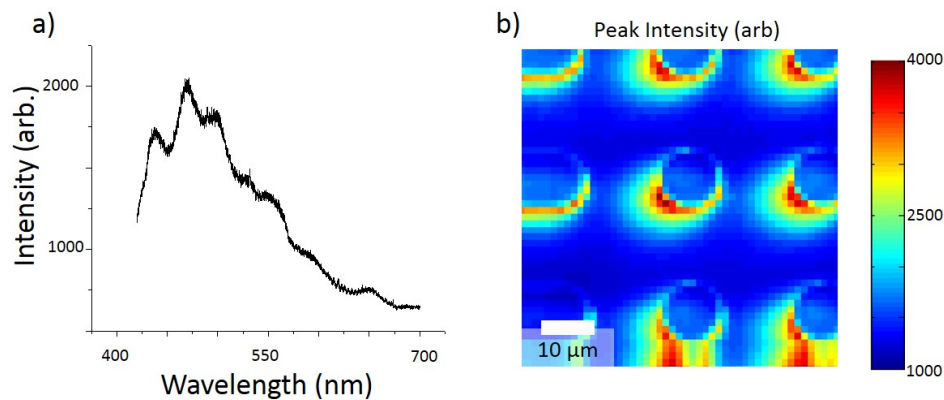 a)
Intensity (arb.)
2000
1000
400
550
700
Wavelength (nm)
b)
Peak Intensity (arb)
10 μm
4000
2500
1000